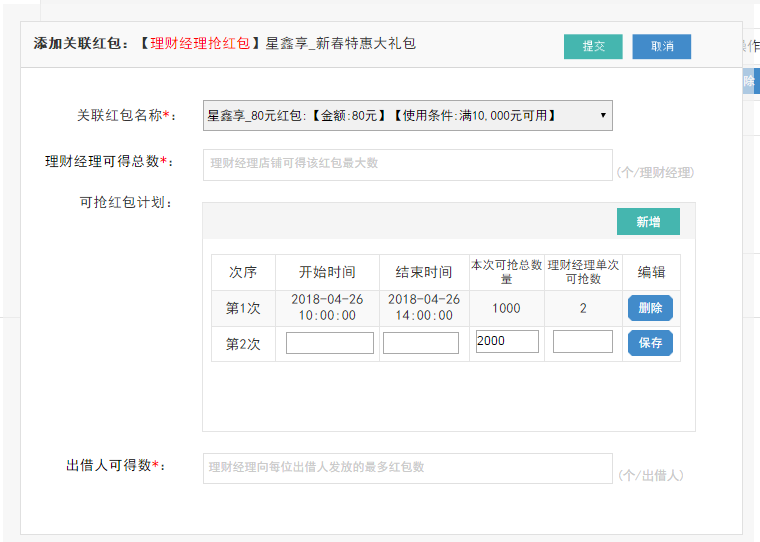 添加关联红包：【理财经理抢红包】星鑫享_新春特惠大礼包
提交
取消
操作
除
关联红包名称*：
星鑫享_80元红包:【金额:80元】【使用条件:满10,000元可用】
理财经理可得总数*：
理财经理店铺可得该红包最大数
(个/理财经理)
可抢红包计划：
新增
次序 开始时间 结束时间 本次可抢总数量 理财经理单次可抢数 编辑
第1次 2018-04-26 10:00:00 2018-04-26 14:00:00 1000 2 删除
第2次 2000 保存
出借人可得数*：
理财经理向每位出借人发放的最多红包数
(个/出借人)